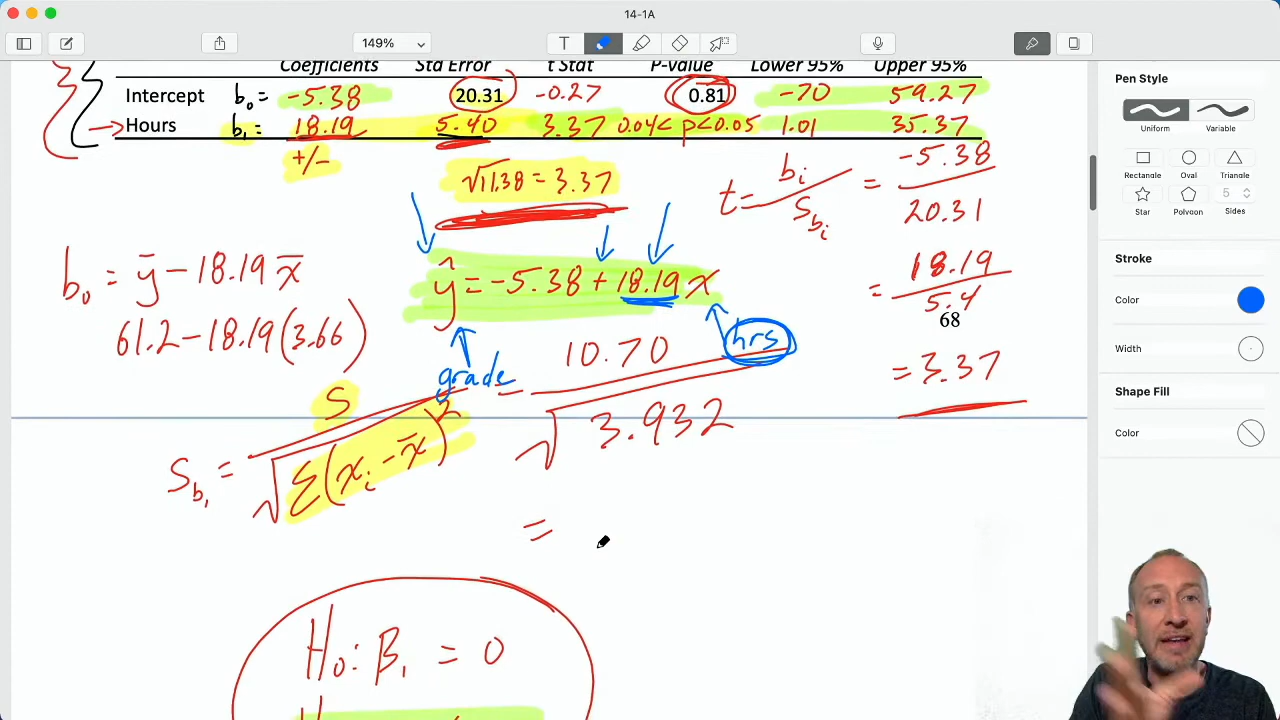 14-1A
149%
Coefficients Std Error t Stat P-value Lower 95% Upper 95%
Intercept b₀ = -5.38 20.31 -0.27 0.81 -70 59.27
Hours b₁ = 18.19 5.40 3.37 0.04< p<0.05 1.01 35.37
+/-
√11.38 = 3.37
t = bᵢ / S_bᵢ = -5.38 / 20.31
= 18.19 / 5.4
68
= 3.37
b₀ = ȳ - 18.19 x̄
61.2 - 18.19 (3.66)
ŷ = -5.38 + 18.19 x
grade
hrs
S_b₁ = S / √Σ(xᵢ - x̄)² = 10.70 / √3.932
=
H₀: β₁ = 0
Pen Style
Uniform Variable
Rectangle Oval Triangle
Star Polygon 5 Sides
Stroke
Color
Width
Shape Fill
Color